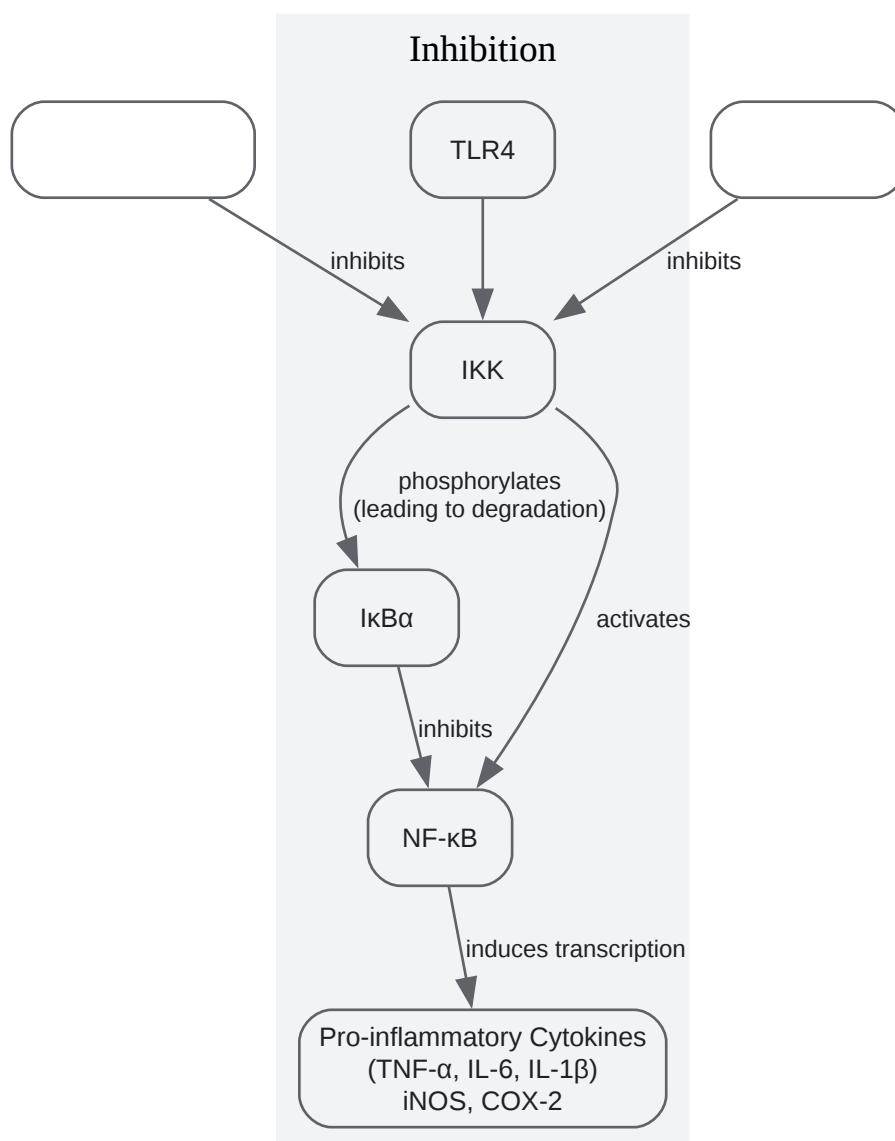 Inhibition
TLR4
inhibits
inhibits
IKK
phosphorylates
(leading to degradation)
IκBα
activates
inhibits
NF-κB
induces transcription
Pro-inflammatory Cytokines
(TNF-α, IL-6, IL-1β)
iNOS, COX-2